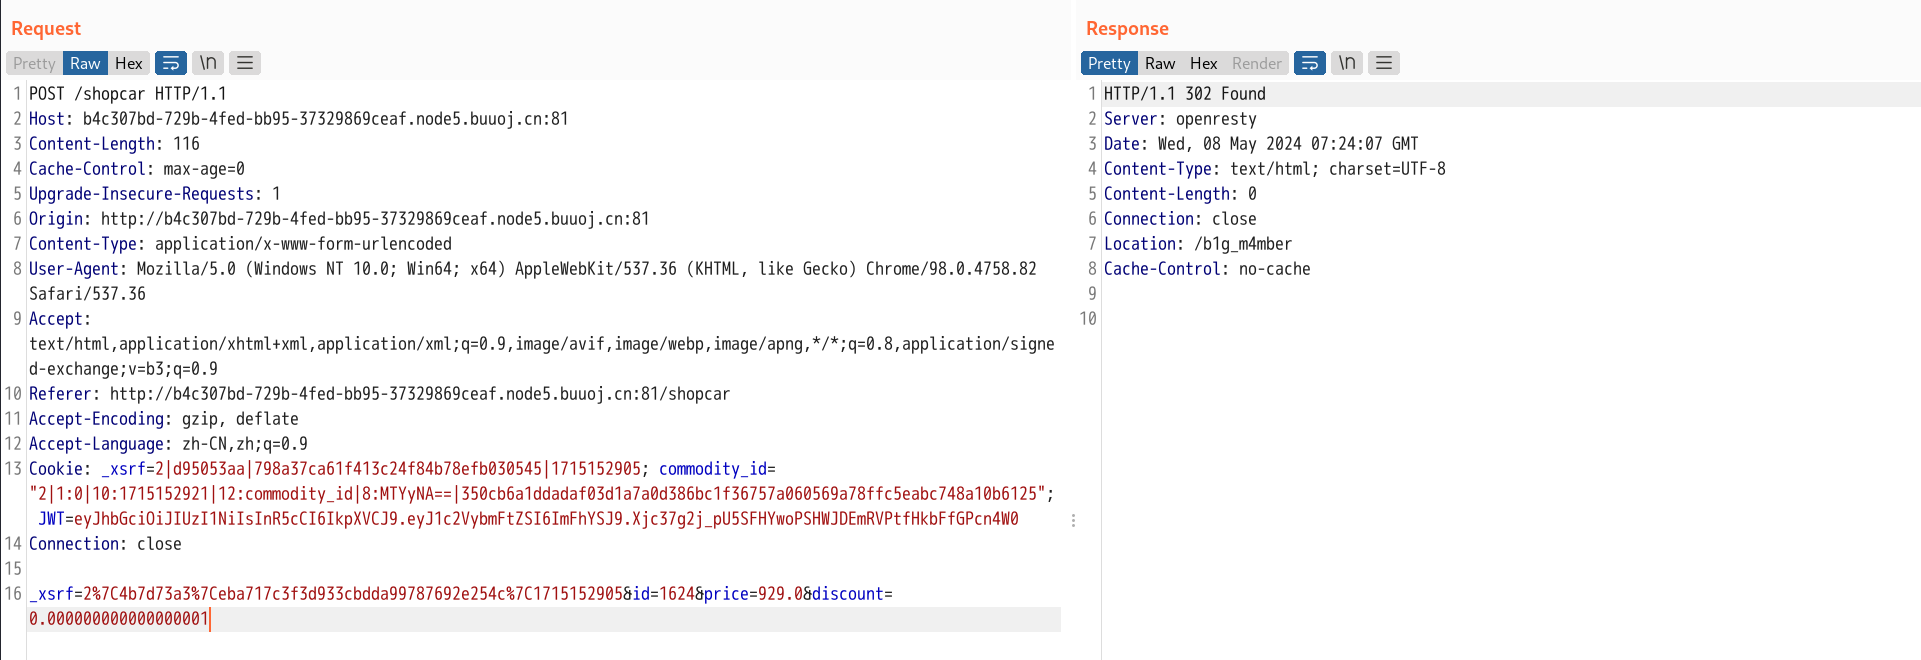 Request
Pretty Raw Hex \n
1 POST /shopcar HTTP/1.1
2 Host: b4c307bd-729b-4fed-bb95-37329869ceaf.node5.buuoj.cn:81
3 Content-Length: 116
4 Cache-Control: max-age=0
5 Upgrade-Insecure-Requests: 1
6 Origin: http://b4c307bd-729b-4fed-bb95-37329869ceaf.node5.buuoj.cn:81
7 Content-Type: application/x-www-form-urlencoded
8 User-Agent: Mozilla/5.0 (Windows NT 10.0; Win64; x64) AppleWebKit/537.36 (KHTML, like Gecko) Chrome/98.0.4758.82
Safari/537.36
9 Accept:
text/html,application/xhtml+xml,application/xml;q=0.9,image/avif,image/webp,image/apng,*/*;q=0.8,application/signe
d-exchange;v=b3;q=0.9
10 Referer: http://b4c307bd-729b-4fed-bb95-37329869ceaf.node5.buuoj.cn:81/shopcar
11 Accept-Encoding: gzip, deflate
12 Accept-Language: zh-CN,zh;q=0.9
13 Cookie: _xsrf=2|d95053aa|798a37ca61f413c24f84b78efb030545|1715152905; commodity_id=
"2|1:0|10:1715152921|12:commodity_id|8:MTYyNA==|350cb6a1ddadaf03d1a7a0d386bc1f36757a060569a78ffc5eabc748a10b6125";
JWT=eyJhbGciOiJIUzI1NiIsInR5cCI6IkpXVCJ9.eyJ1c2VybmFtZSI6ImFhYSJ9.Xjc37g2j_pU5SFHYwoPSHWJDEmRVPtfHkbFfGPcn4W0
14 Connection: close
15
16 _xsrf=2%7C4b7d73a3%7Ceba717c3f3d933cbdda99787692e254c%7C1715152905&id=1624&price=929.0&discount=
0.000000000000000001
Response
Pretty Raw Hex Render \n
1 HTTP/1.1 302 Found
2 Server: openresty
3 Date: Wed, 08 May 2024 07:24:07 GMT
4 Content-Type: text/html; charset=UTF-8
5 Content-Length: 0
6 Connection: close
7 Location: /b1g_m4mber
8 Cache-Control: no-cache
9
10